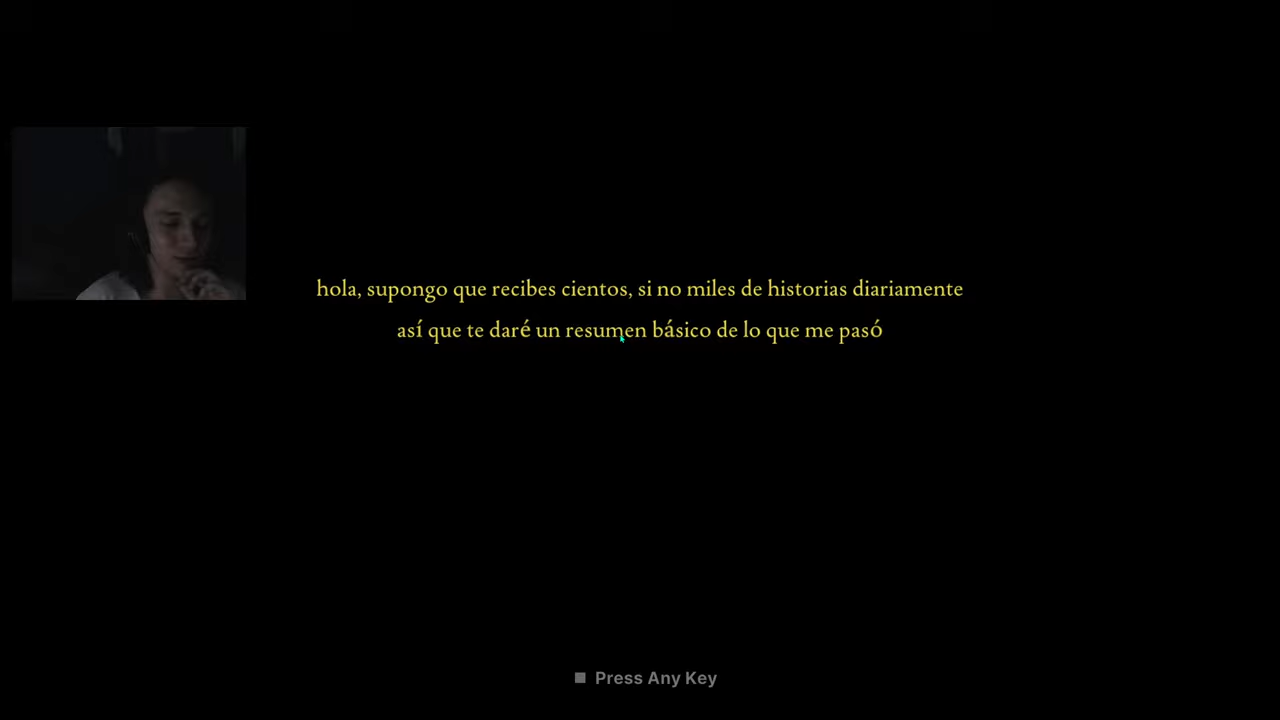 hola, supongo que recibes cientos, si no miles de historias diariamente
así que te daré un resumen básico de lo que me pasó
Press Any Key